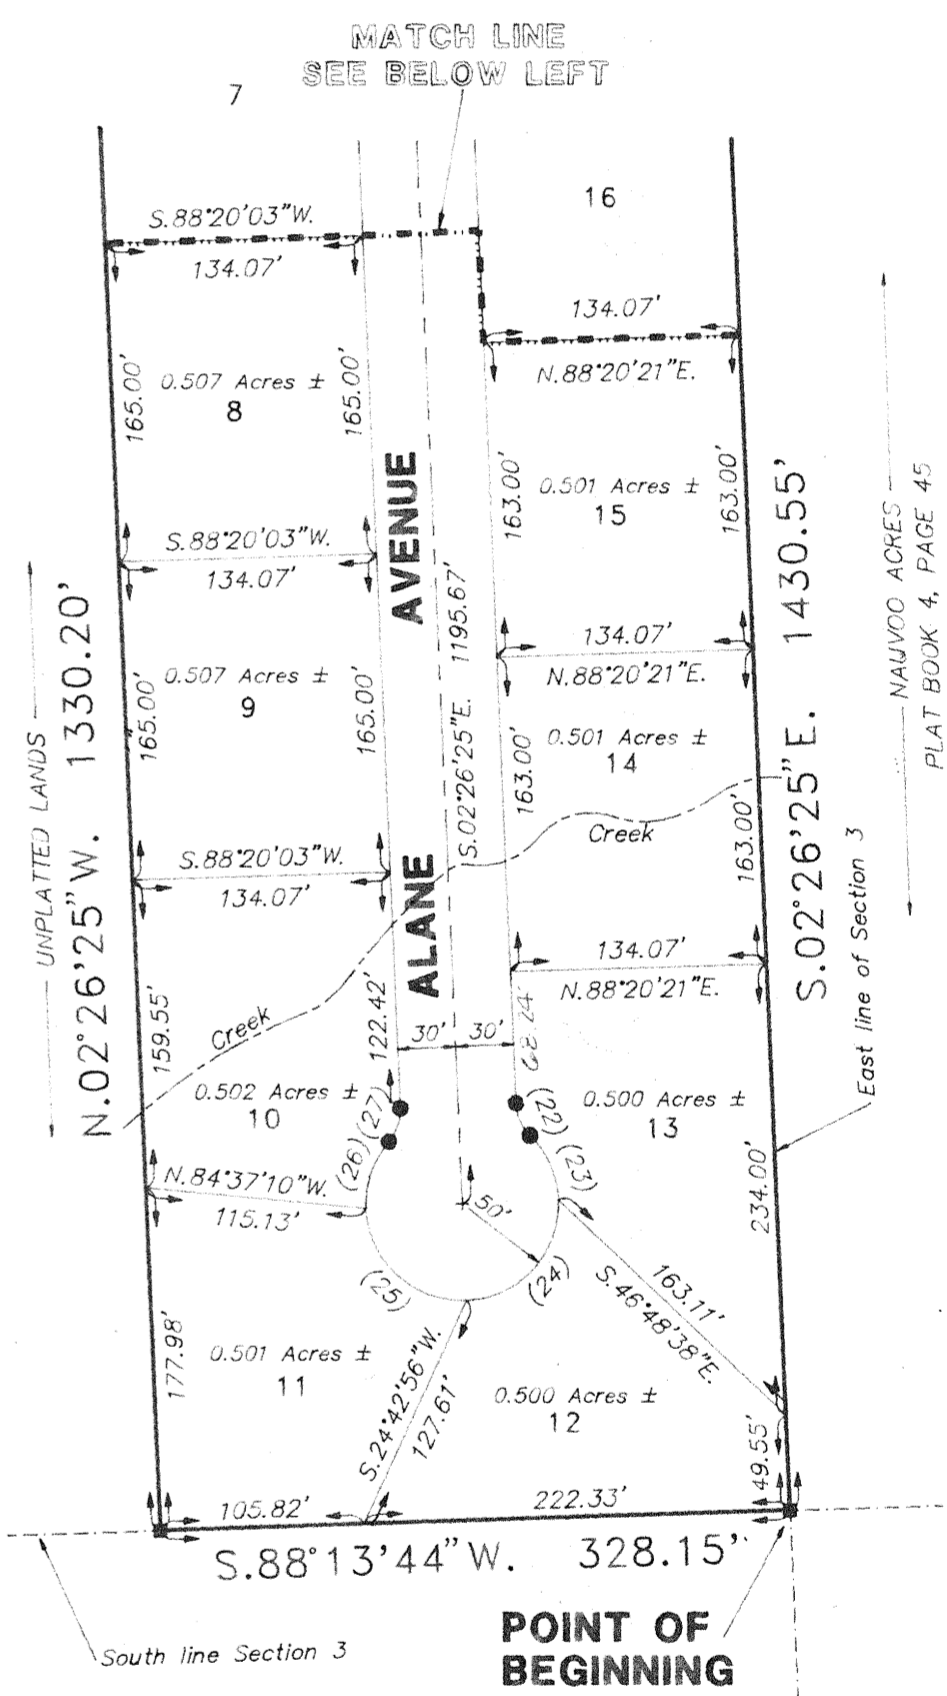 MATCH LINE
SEE BELOW LEFT
7
16
S.88°20'03"W.
134.07'
134.07'
N.88°20'21"E.
165.00'
0.507 Acres ±
8
165.00'
163.00'
0.501 Acres ±
15
163.00'
S.88°20'03"W.
134.07'
AVENUE
S.02°26'25"E. 1195.67'
134.07'
N.88°20'21"E.
165.00'
0.507 Acres ±
9
165.00'
163.00'
0.501 Acres ±
14
163.00'
Creek
S.88°20'03"W.
134.07'
ALANE
134.07'
N.88°20'21"E.
UNPLATTED LANDS
N.02°26'25"W. 1330.20'
S.02°26'25"E. 1430.55'
NAUVOO ACRES
PLAT BOOK 4, PAGE 45
East line of Section 3
159.55'
Creek
122.42'
30'
30'
0.502 Acres ±
10
(27)
(26)
(22)
(23)
0.500 Acres ±
13
234.00'
N.84°37'10"W.
115.13'
50'
(25)
(24)
163.11'
S.46°48'38"E.
177.98'
0.501 Acres ±
11
S.24°42'56"W.
127.61'
0.500 Acres ±
12
49.55'
105.82'
222.33'
S.88°13'44"W. 328.15'
South line Section 3
POINT OF
BEGINNING